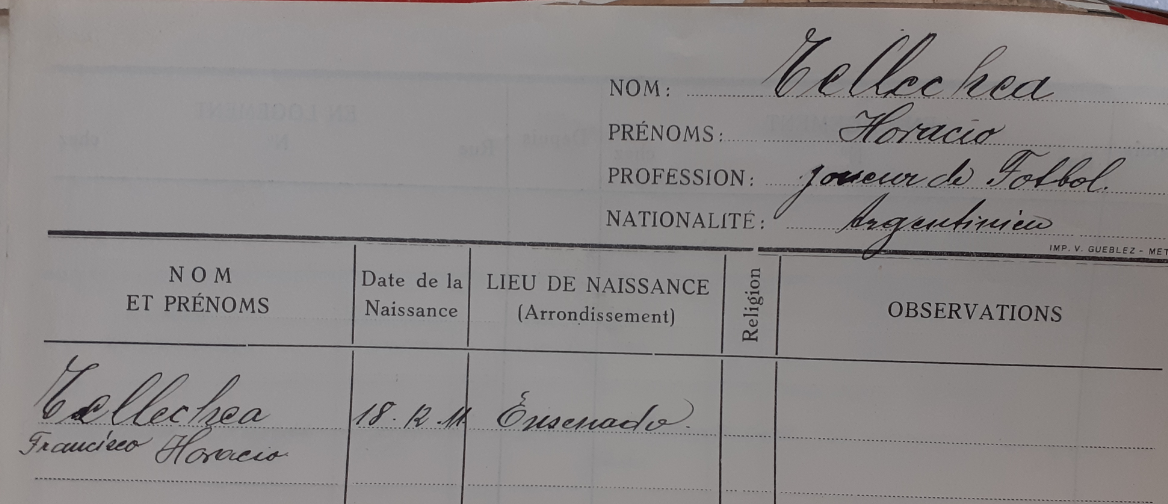 NOM: Tellechea
PRÉNOMS: Horacio
PROFESSION: joueur de Fotbol.
NATIONALITÉ: Argentinien
IMP. V. GUEBLEZ - MET
NOM ET PRÉNOMS
Date de la Naissance
LIEU DE NAISSANCE
(Arrondissement)
Religion
OBSERVATIONS
Tellechea 18. 12. 11 Ensenado.
Francisco Horacio